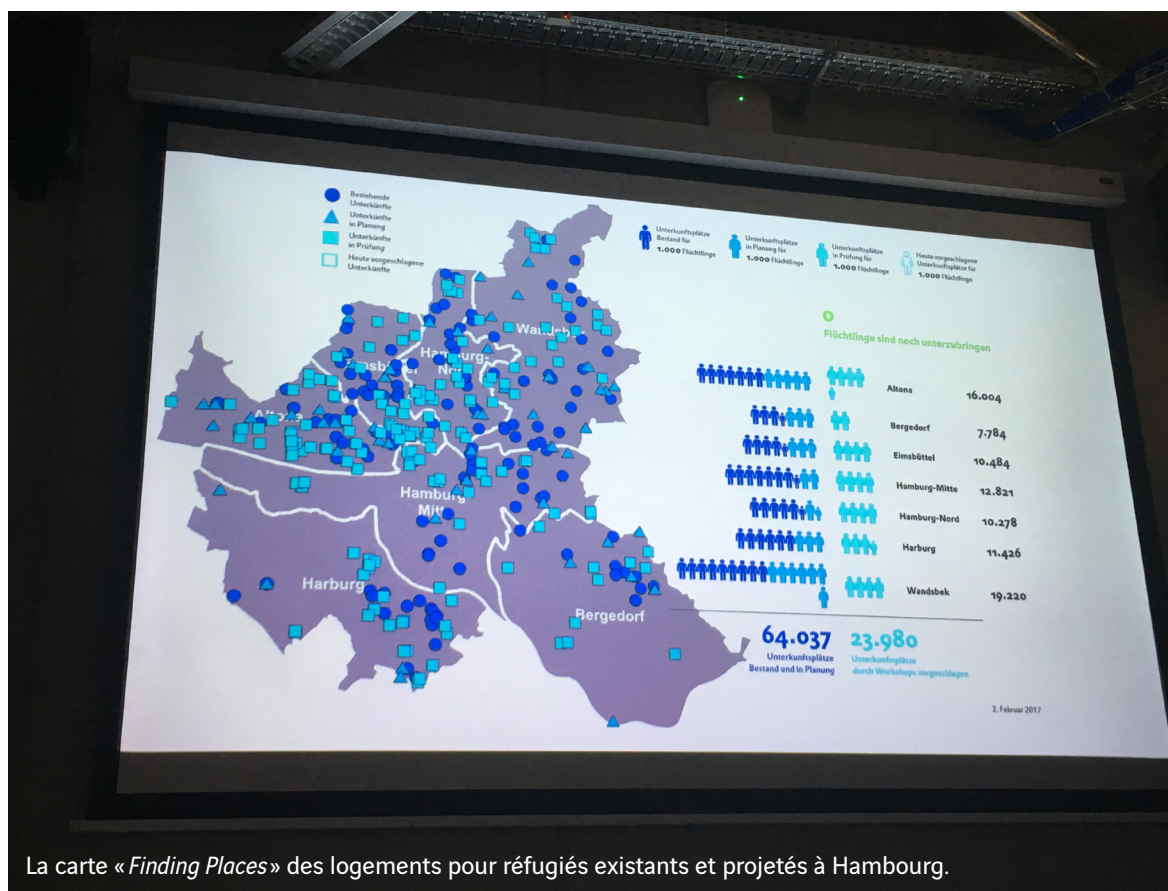 Bestehende
Unterkünfte
Unterkünfte
in Planung
Unterkünfte
in Prüfung
Heute vorgeschlagene
Unterkünfte
Unterkunftsplätze
Bestand für
1.000 Flüchtlinge
Unterkunftsplätze
in Planung für
1.000 Flüchtlinge
Unterkunftsplätze
in Prüfung für
1.000 Flüchtlinge
Heute vorgeschlagene
Unterkunftsplätze für
1.000 Flüchtlinge
0
Flüchtlinge sind noch unterzubringen
Altona 16.004
Bergedorf 7.784
Eimsbüttel 10.484
Hamburg-Mitte 12.821
Hamburg-Nord 10.278
Harburg 11.426
Wandsbek 19.220
64.037
Unterkunftsplätze
Bestand und in Planung
23.980
Unterkunftsplätze
durch Workshops vorgeschlagen
2. Februar 2017
Hamburg
Harburg
Bergedorf
La carte « Finding Places » des logements pour réfugiés existants et projetés à Hambourg.